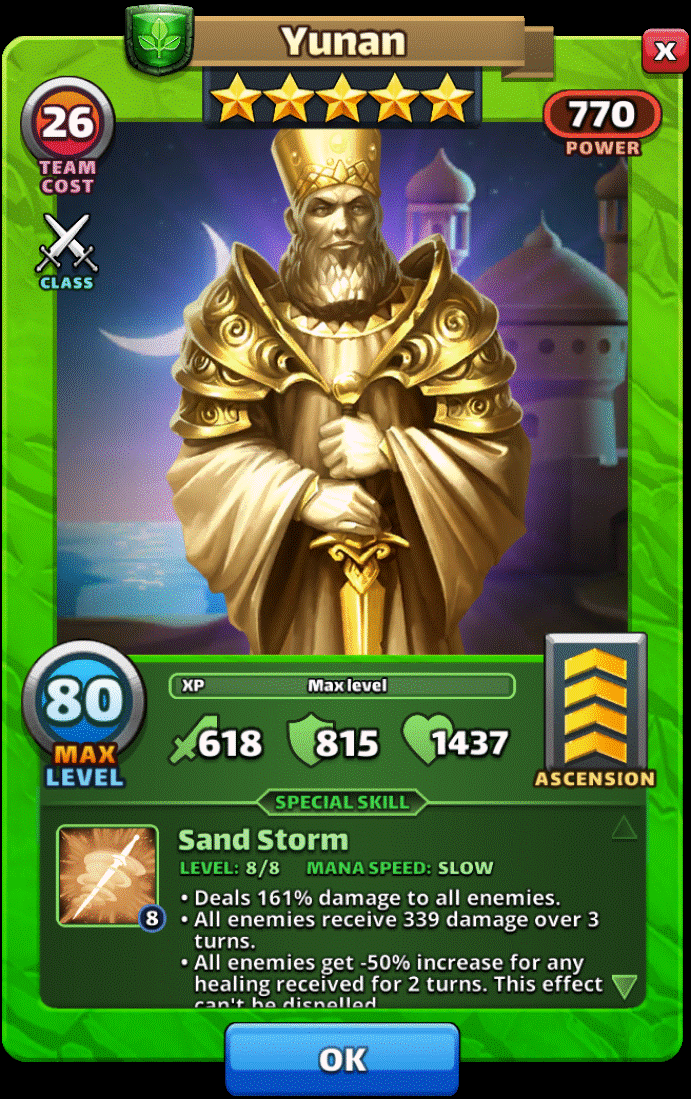 Yunan
X
26
TEAM
COST
770
POWER
CLASS
80
MAX
LEVEL
XP Max level
618 815 1437
ASCENSION
SPECIAL SKILL
Sand Storm
LEVEL: 8/8 MANA SPEED: SLOW
8
• Deals 161% damage to all enemies.
• All enemies receive 339 damage over 3
turns.
• All enemies get -50% increase for any
healing received for 2 turns. This effect
can't be dispelled
OK